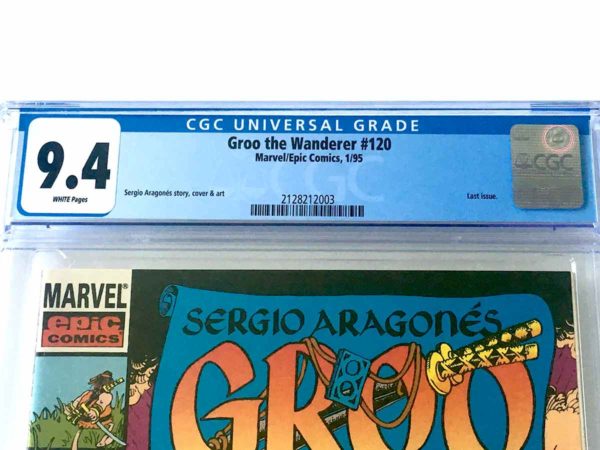 CGC UNIVERSAL GRADE
9.4
WHITE Pages
Groo the Wanderer #120
Marvel/Epic Comics, 1/95
Sergio Aragonés story, cover & art
Last issue.
2128212003
CGC
CGC
MARVEL®
epic
COMICS
SERGIO ARAGONÉS
GROO